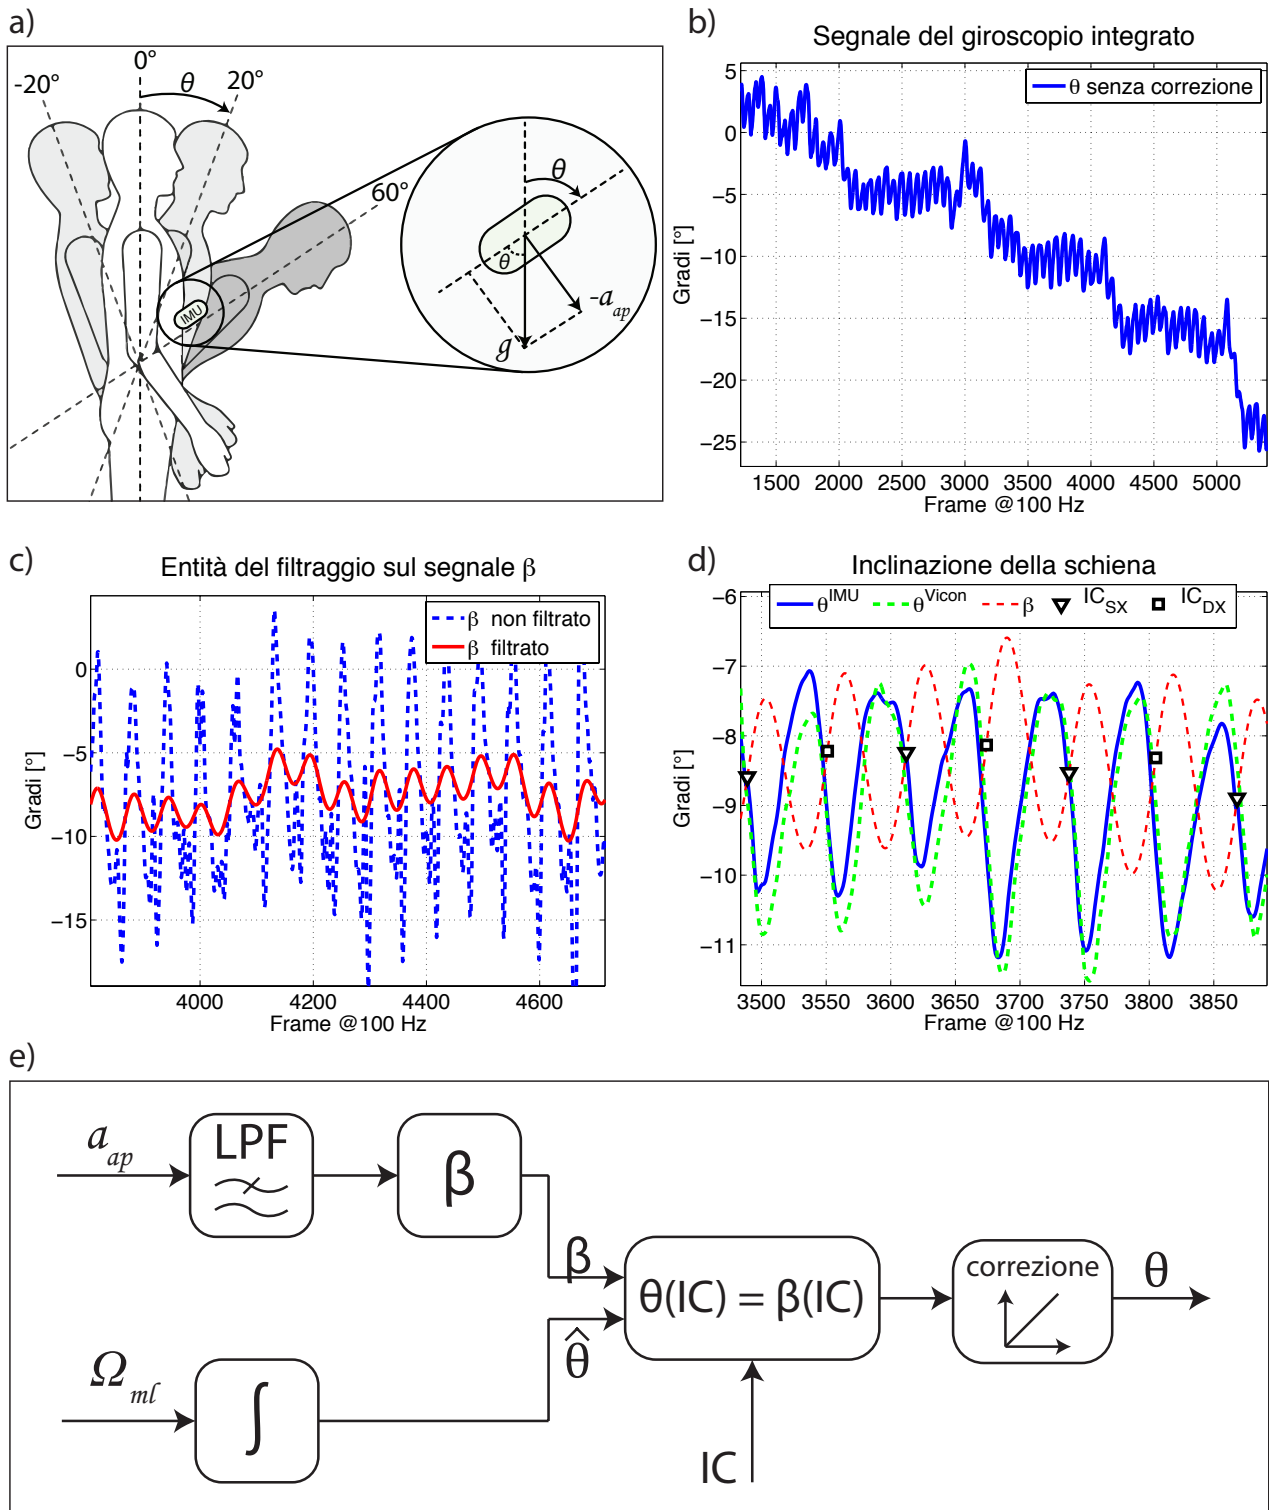 a)
0°
-20°
θ
20°
60°
IMU
θ
θ
-a ap
g
b)
Segnale del giroscopio integrato
θ senza correzione
5
0
−5
−10
−15
−20
−25
Gradi [°]
1500 2000 2500 3000 3500 4000 4500 5000
Frame @100 Hz
c)
Entità del filtraggio sul segnale β
β non filtrato
β filtrato
0
−5
−10
−15
Gradi [°]
4000 4200 4400 4600
Frame @100 Hz
d)
Inclinazione della schiena
θ^IMU θ^Vicon β IC_SX IC_DX
−6
−7
−8
−9
−10
−11
Gradi [°]
3500 3550 3600 3650 3700 3750 3800 3850
Frame @100 Hz
e)
a ap
LPF
β
β
θ(IC) = β(IC)
correzione
θ
θ̂
Ω ml
∫
IC